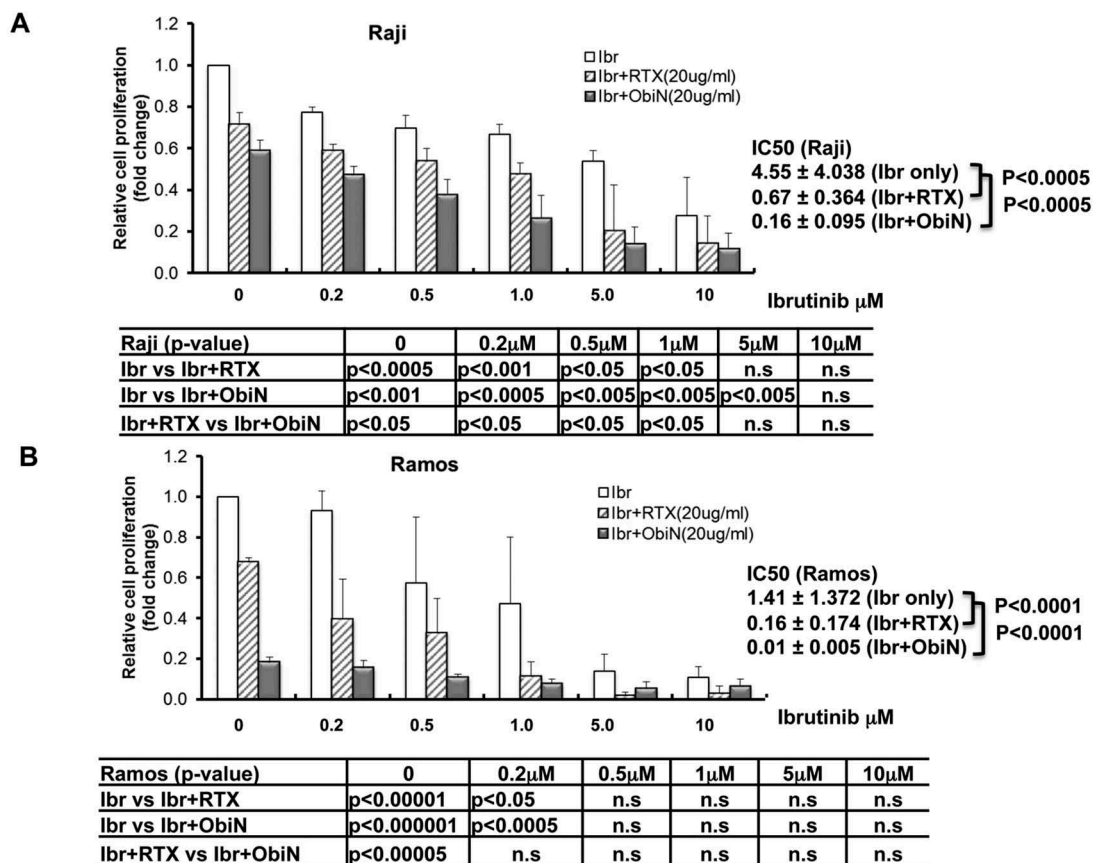 A
Raji
1.2
1.0
0.8
0.6
0.4
0.2
0.0
Relative cell proliferation
(fold change)
Ibr
Ibr+RTX(20ug/ml)
Ibr+ObiN(20ug/ml)
IC50 (Raji)
4.55 ± 4.038 (Ibr only)
0.67 ± 0.364 (Ibr+RTX)
0.16 ± 0.095 (Ibr+ObiN)
P<0.0005
P<0.0005
0 0.2 0.5 1.0 5.0 10 Ibrutinib μM
Raji (p-value) 0 0.2μM 0.5μM 1μM 5μM 10μM
Ibr vs Ibr+RTX p<0.0005 p<0.001 p<0.05 p<0.05 n.s n.s
Ibr vs Ibr+ObiN p<0.001 p<0.0005 p<0.005 p<0.005 p<0.005 n.s
Ibr+RTX vs Ibr+ObiN p<0.05 p<0.05 p<0.05 p<0.05 n.s n.s
B
Ramos
1.2
1.0
0.8
0.6
0.4
0.2
0.0
Relative cell proliferation
(fold change)
Ibr
Ibr+RTX(20ug/ml)
Ibr+ObiN(20ug/ml)
IC50 (Ramos)
1.41 ± 1.372 (Ibr only)
0.16 ± 0.174 (Ibr+RTX)
0.01 ± 0.005 (Ibr+ObiN)
P<0.0001
P<0.0001
0 0.2 0.5 1.0 5.0 10 Ibrutinib μM
Ramos (p-value) 0 0.2μM 0.5μM 1μM 5μM 10μM
Ibr vs Ibr+RTX p<0.00001 p<0.05 n.s n.s n.s n.s
Ibr vs Ibr+ObiN p<0.000001 p<0.0005 n.s n.s n.s n.s
Ibr+RTX vs Ibr+ObiN p<0.00005 n.s n.s n.s n.s n.s